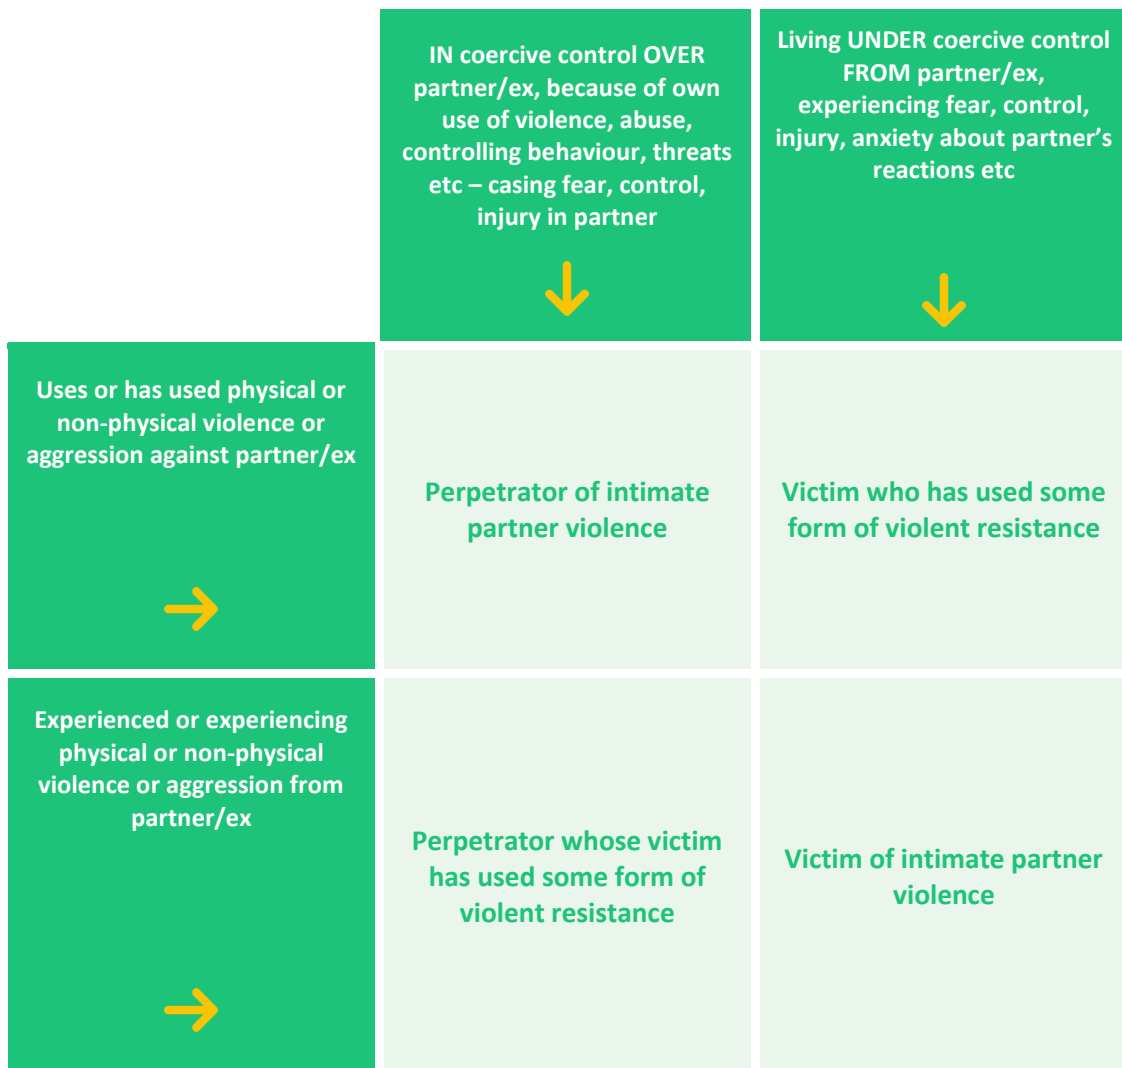 IN coercive control OVER
partner/ex, because of own
use of violence, abuse,
controlling behaviour, threats
etc – casing fear, control,
injury in partner
Living UNDER coercive control
FROM partner/ex,
experiencing fear, control,
injury, anxiety about partner’s
reactions etc
Uses or has used physical or
non-physical violence or
aggression against partner/ex
Perpetrator of intimate
partner violence
Victim who has used some
form of violent resistance
Experienced or experiencing
physical or non-physical
violence or aggression from
partner/ex
Perpetrator whose victim
has used some form of
violent resistance
Victim of intimate partner
violence